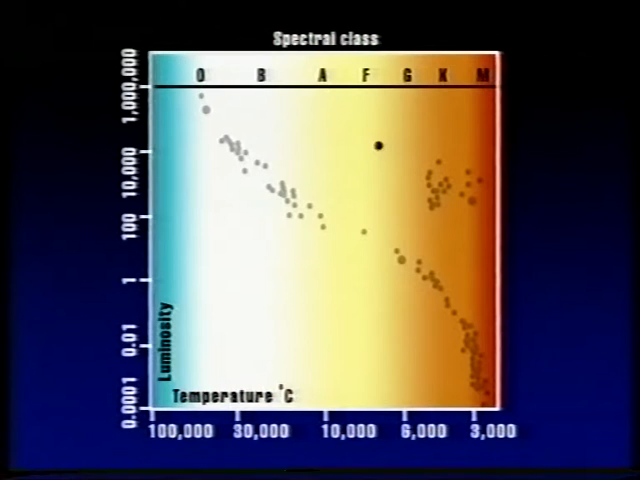 Spectral class
O B A F G K M
1,000,000
10,000
100
1
0.01
0.0001
Luminosity
Temperature °C
100,000 30,000 10,000 6,000 3,000